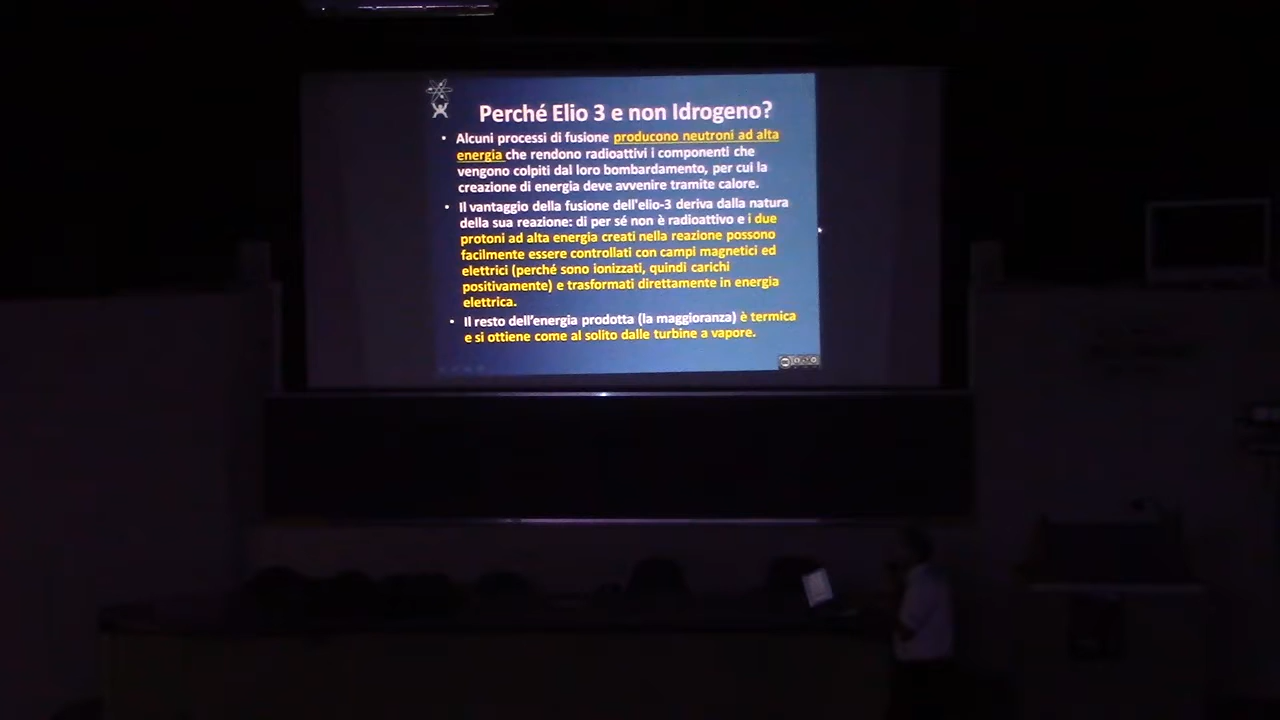 Perché Elio 3 e non Idrogeno?
• Alcuni processi di fusione producono neutroni ad alta
energia che rendono radioattivi i componenti che
vengono colpiti dal loro bombardamento, per cui la
creazione di energia deve avvenire tramite calore.
• Il vantaggio della fusione dell'elio-3 deriva dalla natura
della sua reazione: di per sé non è radioattivo e i due
protoni ad alta energia creati nella reazione possono
facilmente essere controllati con campi magnetici ed
elettrici (perché sono ionizzati, quindi carichi
positivamente) e trasformati direttamente in energia
elettrica.
• Il resto dell'energia prodotta (la maggioranza) è termica
e si ottiene come al solito dalle turbine a vapore.